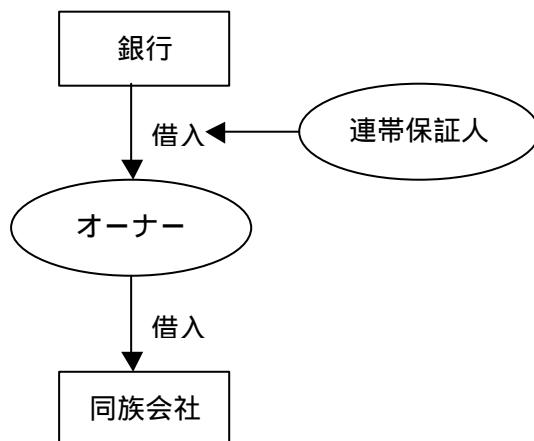 銀行
借入
連帯保証人
オーナー
借入
同族会社